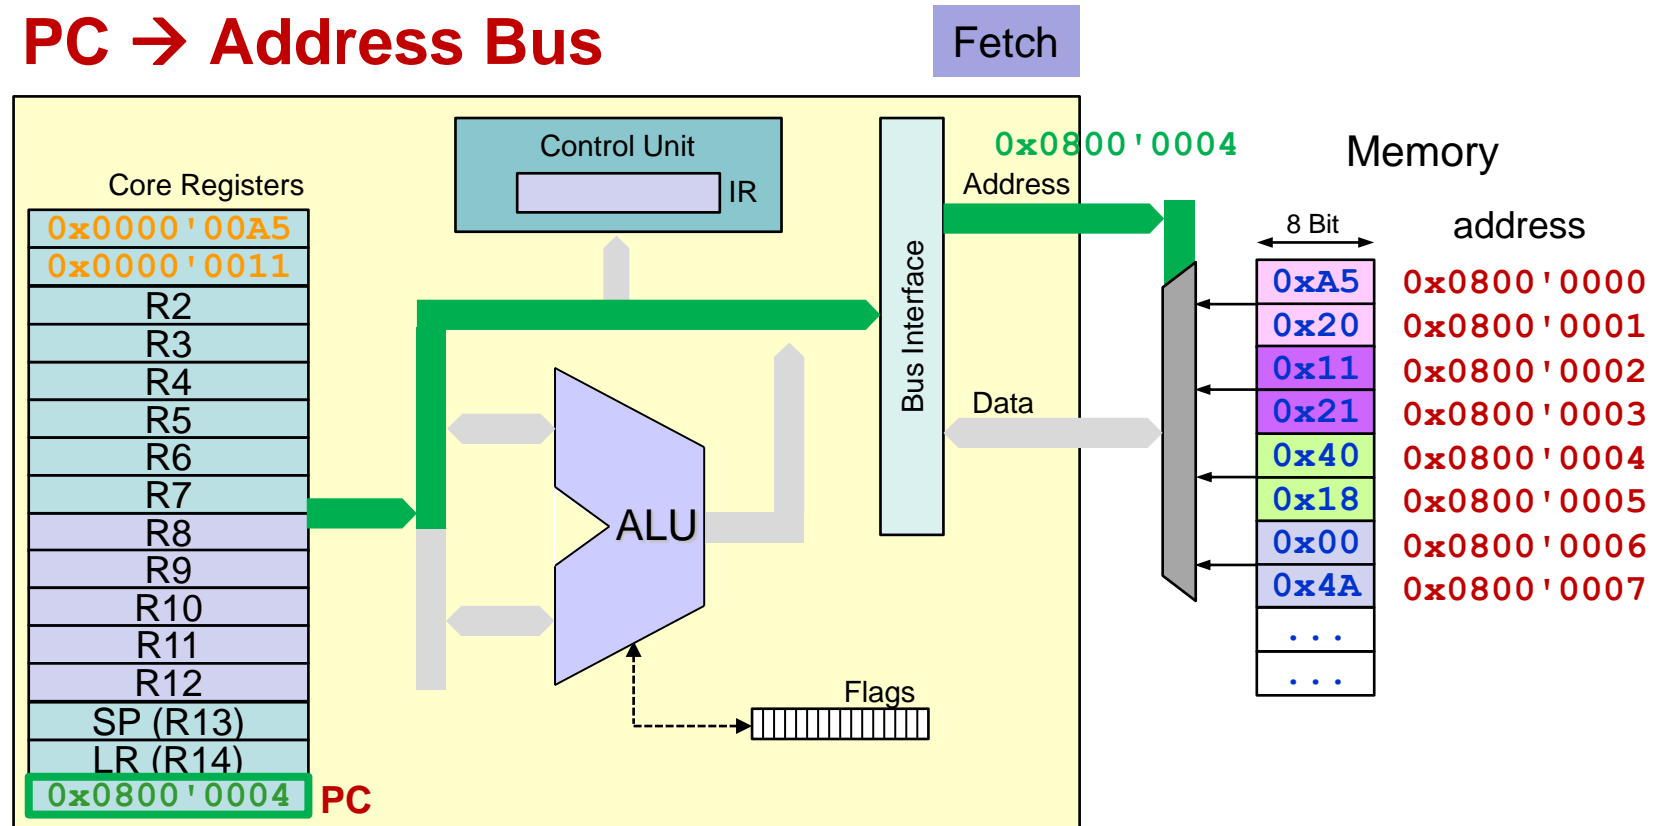 PC → Address Bus
Fetch
Control Unit
IR
Core Registers
0x0000'00A5
0x0000'0011
R2
R3
R4
R5
R6
R7
R8
R9
R10
R11
R12
SP (R13)
LR (R14)
0x0800'0004
PC
ALU
Flags
Bus Interface
0x0800'0004
Address
Data
Memory
8 Bit
address
0xA5 0x0800'0000
0x20 0x0800'0001
0x11 0x0800'0002
0x21 0x0800'0003
0x40 0x0800'0004
0x18 0x0800'0005
0x00 0x0800'0006
0x4A 0x0800'0007
...
...